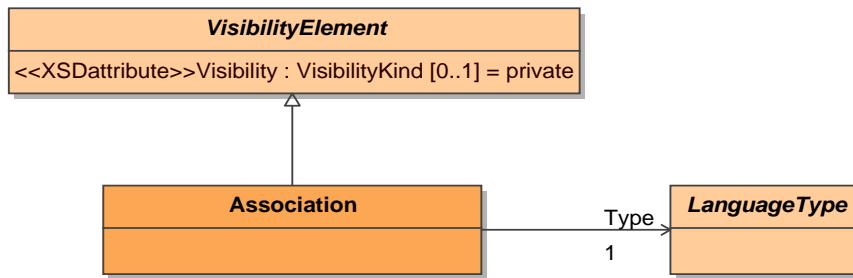 VisibilityElement
<<XSDattribute>>Visibility : VisibilityKind [0..1] = private
Association
Type
1
LanguageType